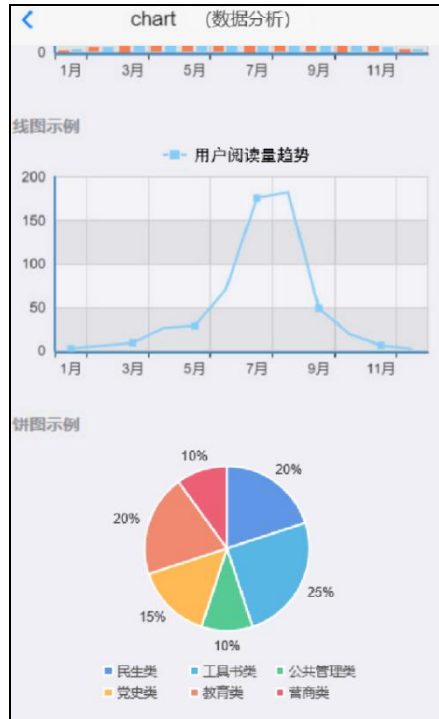 chart （数据分析）
0
1月 3月 5月 7月 9月 11月
线图示例
用户阅读量趋势
200
150
100
50
0
1月 3月 5月 7月 9月 11月
饼图示例
10% 20%
20%
25%
15%
10%
民生类 工具书类 公共管理类
党史类 教育类 营商类